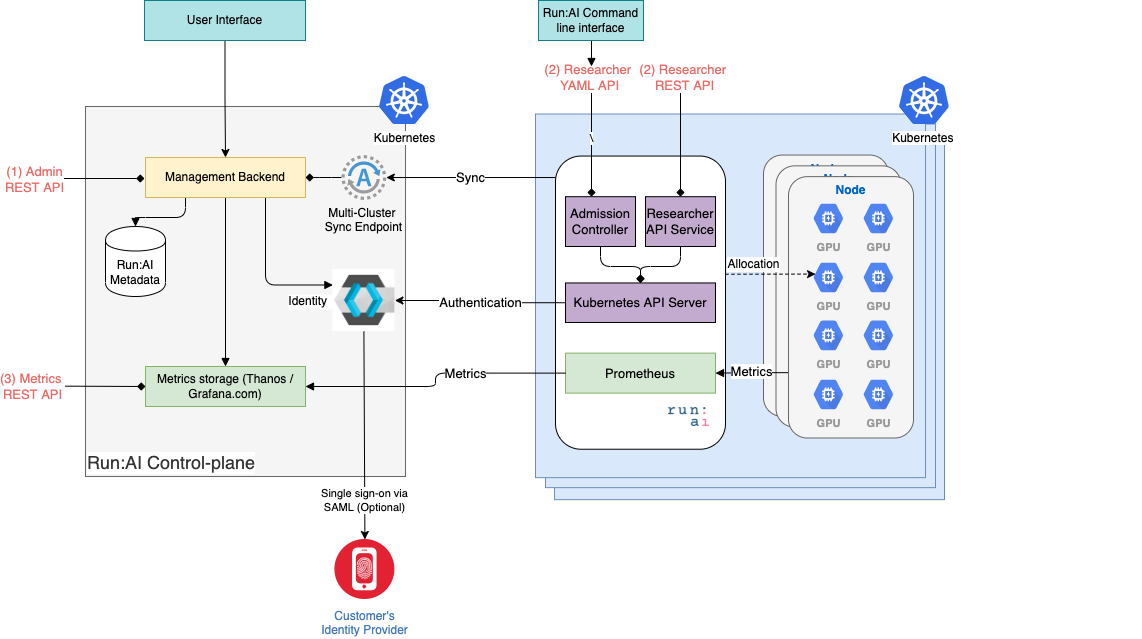 User Interface
Run:AI Command
line interface
(2) Researcher
YAML API
(2) Researcher
REST API
Kubernetes
Kubernetes
(1) Admin
REST API
Management Backend
A
Multi-Cluster
Sync Endpoint
Sync
\
Admission
Controller
Researcher
API Service
Run:AI
Metadata
Identity
Authentication
Kubernetes API Server
Allocation
Node
Node
Node
GPU
GPU
GPU
GPU
GPU
GPU
GPU
GPU
(3) Metrics
REST API
Metrics storage (Thanos /
Grafana.com)
Metrics
Prometheus
Metrics
run:
ai
Run:AI Control-plane
Single sign-on via
SAML (Optional)
Customer's
Identity Provider